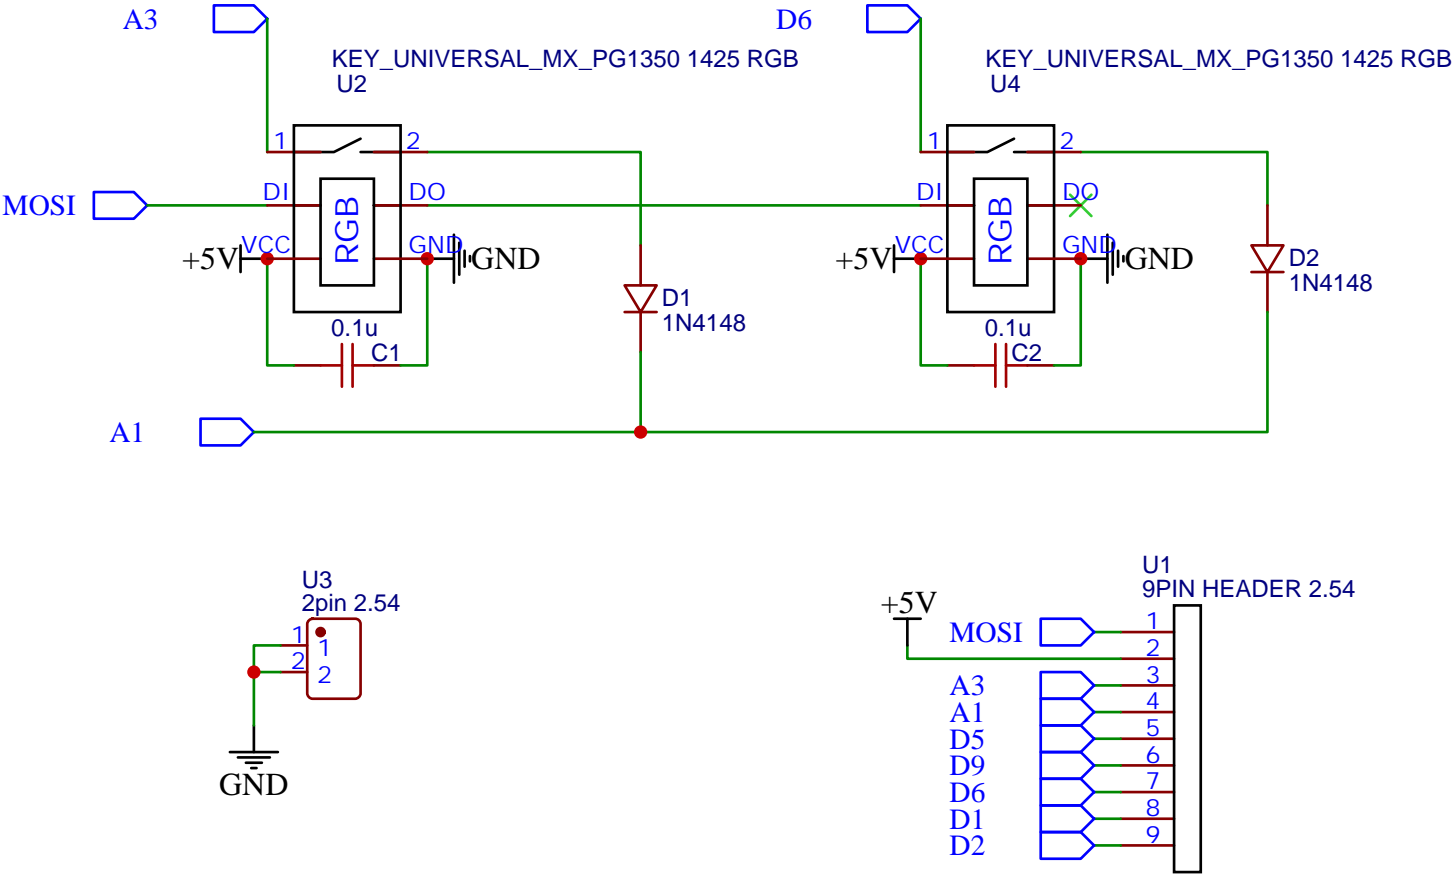 A3
D6
KEY_UNIVERSAL_MX_PG1350 1425 RGB
U2
KEY_UNIVERSAL_MX_PG1350 1425 RGB
U4
1
2
1
2
MOSI
DI
DO
DI
DO
RGB
RGB
+5V
VCC
GND
GND
+5V
VCC
GND
GND
D2
1N4148
D1
1N4148
0.1u
C1
0.1u
C2
A1
U3
2pin 2.54
1
1
2
2
GND
U1
9PIN HEADER 2.54
+5V
MOSI
1
2
A3
3
A1
4
D5
5
D9
6
D6
7
D1
8
D2
9